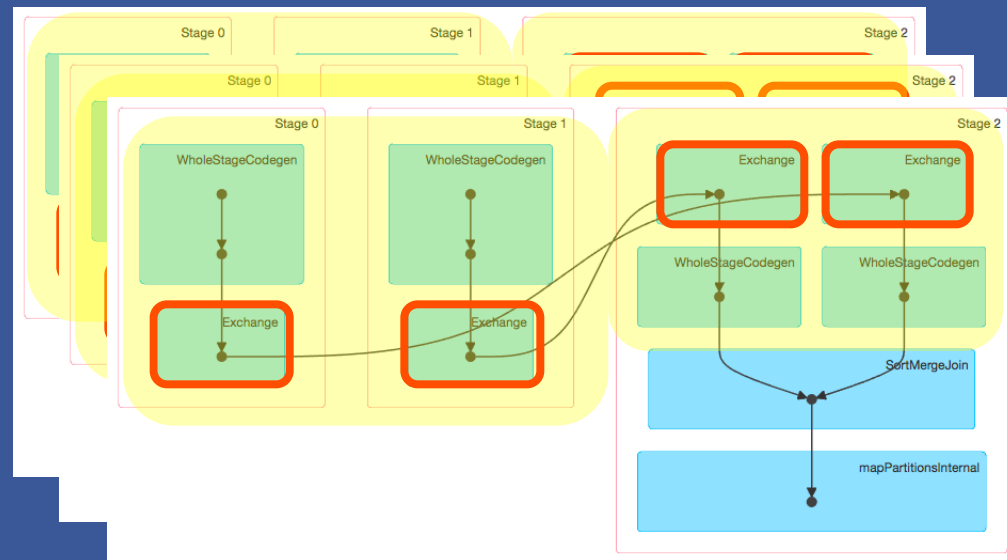 Stage 0
Stage 1
Stage 2
Stage 0
Stage 1
Stage 2
Stage 0
Stage 1
Stage 2
WholeStageCodegen
WholeStageCodegen
Exchange
Exchange
WholeStageCodegen
WholeStageCodegen
Exchange
Exchange
SortMergeJoin
mapPartitionsInternal